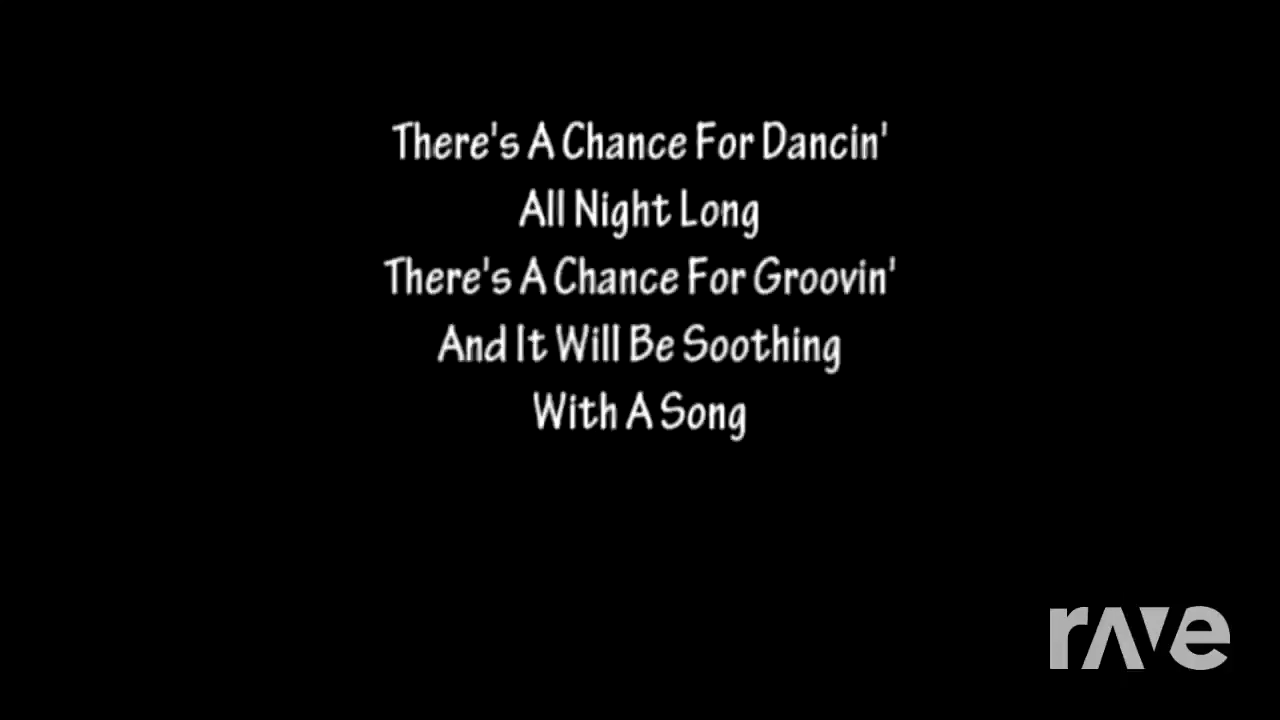 There's A Chance For Dancin'
All Night Long
There's A Chance For Groovin'
And It Will Be Soothing
With A Song
rave